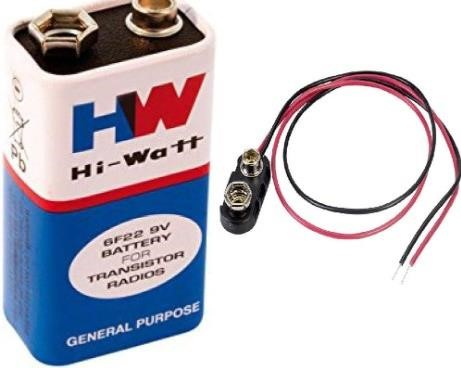 HW
Hi-Watt
6F22 9V
BATTERY
FOR
TRANSISTOR
RADIOS
GENERAL PURPOSE